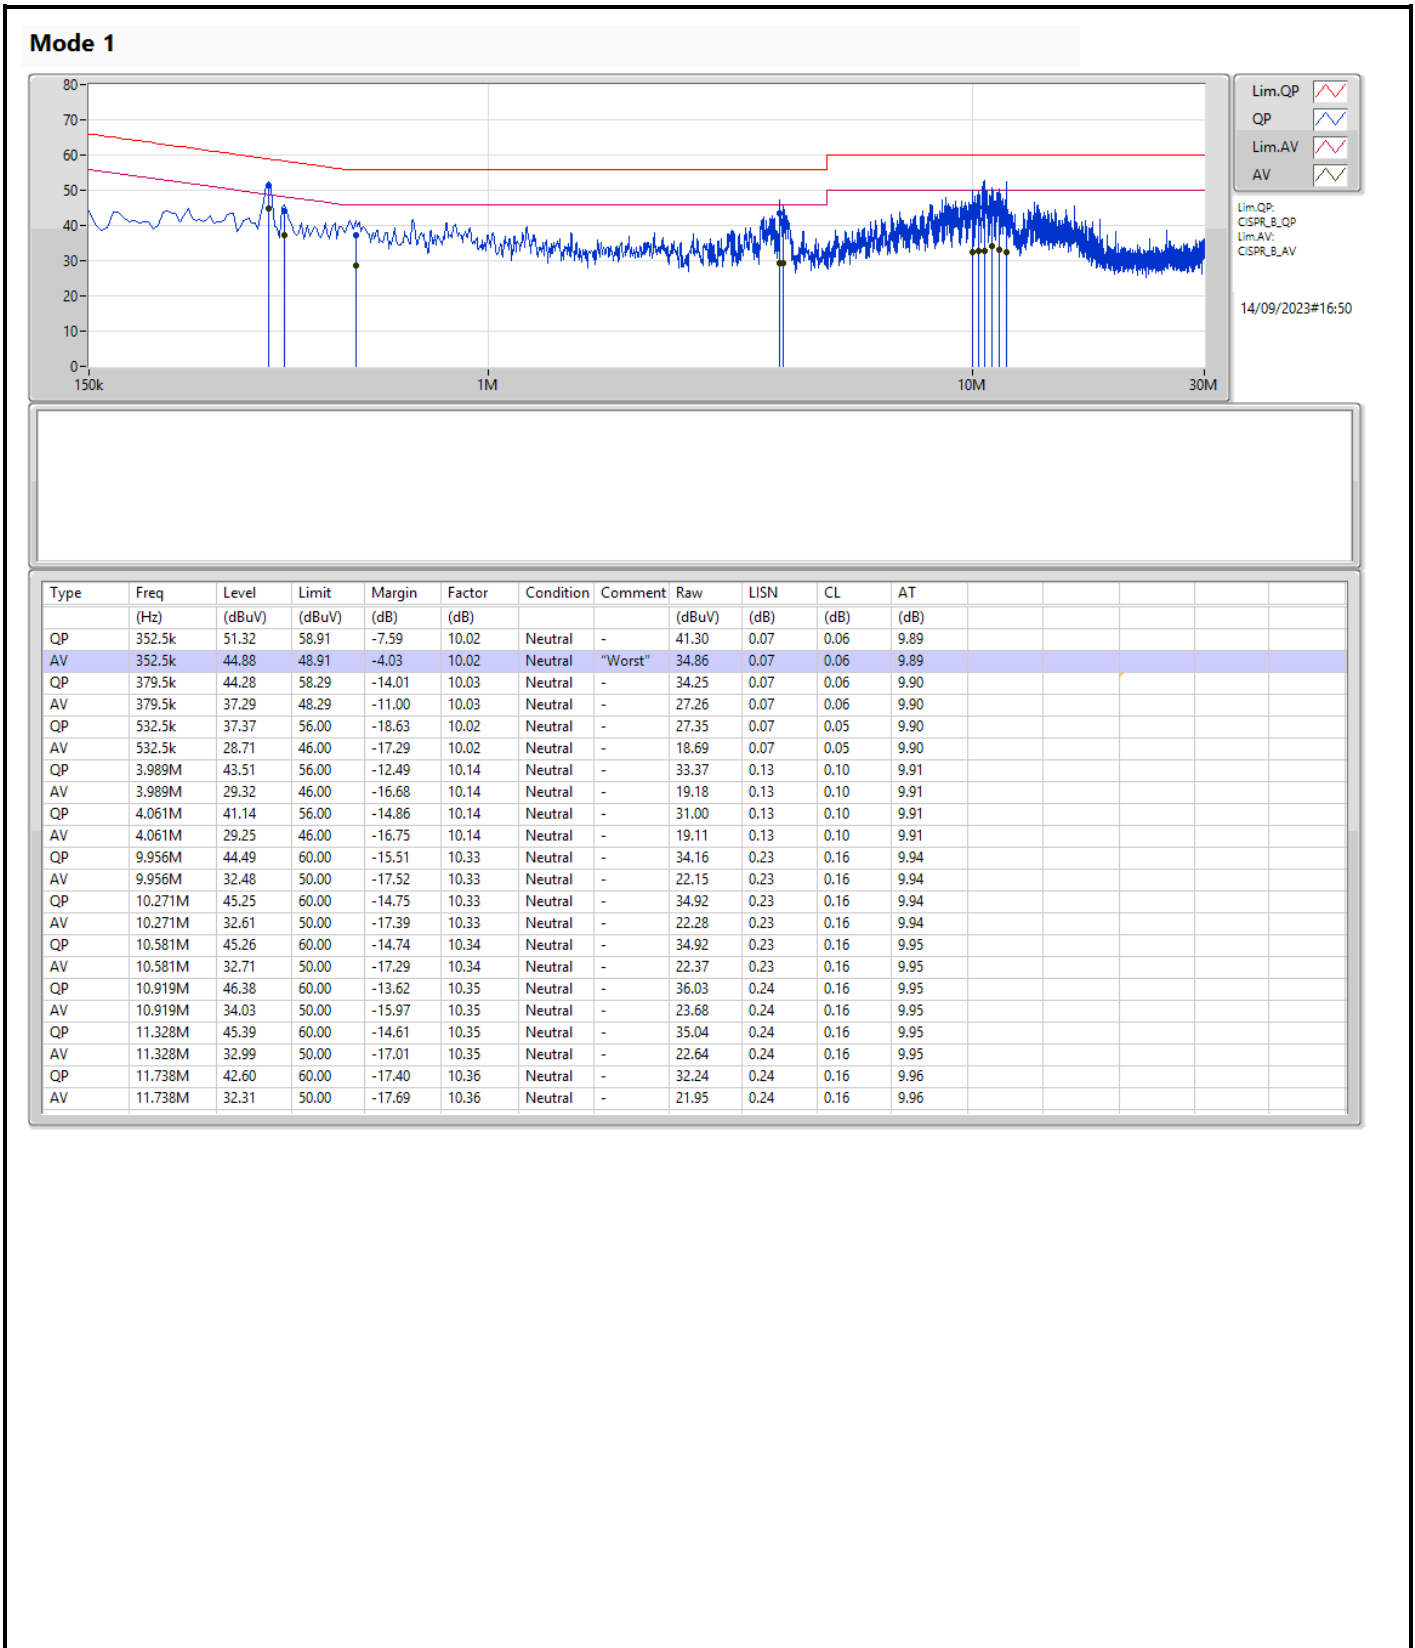 Mode 1
80
70
60
50
40
30
20
10
0
150k 1M 10M 30M
Lim.QP
QP
Lim.AV
AV
Lim.QP:
CISPR_B_QP
Lim.AV:
CISPR_B_AV
14/09/2023#16:50
Type Freq Level Limit Margin Factor Condition Comment Raw LISN CL AT
(Hz) (dBuV) (dBuV) (dB) (dB) (dBuV) (dB) (dB) (dB)
QP 352.5k 51.32 58.91 -7.59 10.02 Neutral - 41.30 0.07 0.06 9.89
AV 352.5k 44.88 48.91 -4.03 10.02 Neutral "Worst" 34.86 0.07 0.06 9.89
QP 379.5k 44.28 58.29 -14.01 10.03 Neutral - 34.25 0.07 0.06 9.90
AV 379.5k 37.29 48.29 -11.00 10.03 Neutral - 27.26 0.07 0.06 9.90
QP 532.5k 37.37 56.00 -18.63 10.02 Neutral - 27.35 0.07 0.05 9.90
AV 532.5k 28.71 46.00 -17.29 10.02 Neutral - 18.69 0.07 0.05 9.90
QP 3.989M 43.51 56.00 -12.49 10.14 Neutral - 33.37 0.13 0.10 9.91
AV 3.989M 29.32 46.00 -16.68 10.14 Neutral - 19.18 0.13 0.10 9.91
QP 4.061M 41.14 56.00 -14.86 10.14 Neutral - 31.00 0.13 0.10 9.91
AV 4.061M 29.25 46.00 -16.75 10.14 Neutral - 19.11 0.13 0.10 9.91
QP 9.956M 44.49 60.00 -15.51 10.33 Neutral - 34.16 0.23 0.16 9.94
AV 9.956M 32.48 50.00 -17.52 10.33 Neutral - 22.15 0.23 0.16 9.94
QP 10.271M 45.25 60.00 -14.75 10.33 Neutral - 34.92 0.23 0.16 9.94
AV 10.271M 32.61 50.00 -17.39 10.33 Neutral - 22.28 0.23 0.16 9.94
QP 10.581M 45.26 60.00 -14.74 10.34 Neutral - 34.92 0.23 0.16 9.95
AV 10.581M 32.71 50.00 -17.29 10.34 Neutral - 22.37 0.23 0.16 9.95
QP 10.919M 46.38 60.00 -13.62 10.35 Neutral - 36.03 0.24 0.16 9.95
AV 10.919M 34.03 50.00 -15.97 10.35 Neutral - 23.68 0.24 0.16 9.95
QP 11.328M 45.39 60.00 -14.61 10.35 Neutral - 35.04 0.24 0.16 9.95
AV 11.328M 32.99 50.00 -17.01 10.35 Neutral - 22.64 0.24 0.16 9.95
QP 11.738M 42.60 60.00 -17.40 10.36 Neutral - 32.24 0.24 0.16 9.96
AV 11.738M 32.31 50.00 -17.69 10.36 Neutral - 21.95 0.24 0.16 9.96